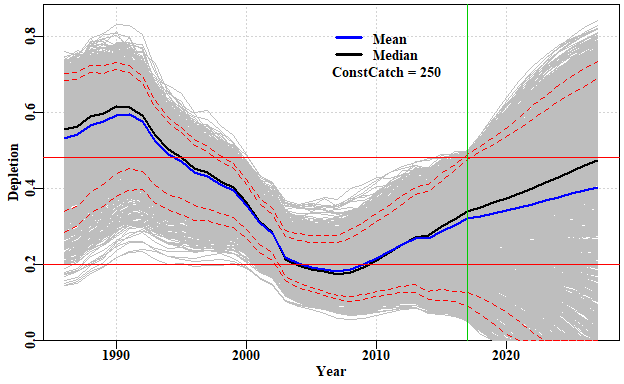 Mean
Median
ConstCatch = 250
Depletion
0.8
0.6
0.4
0.2
0.0
1990 2000 2010 2020
Year